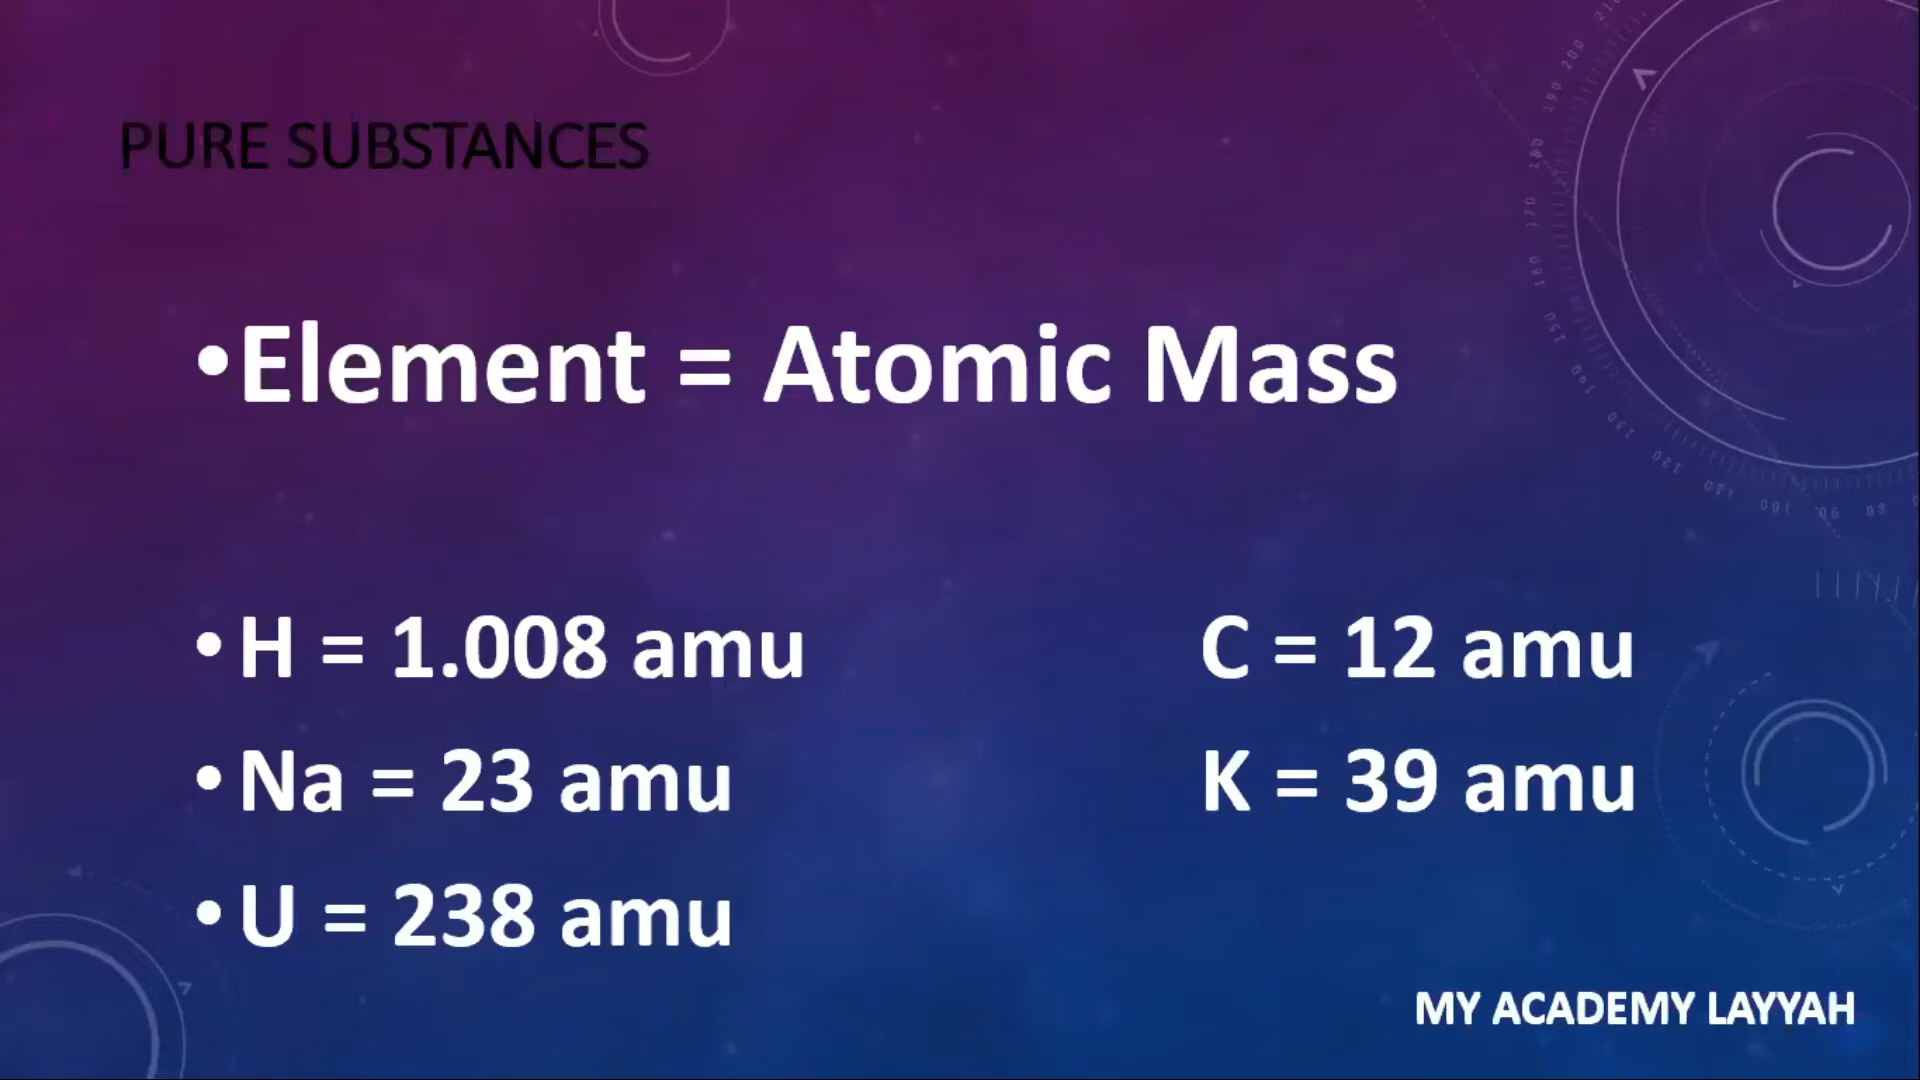 PURE SUBSTANCES
•Element = Atomic Mass
•H = 1.008 amu C = 12 amu
•Na = 23 amu K = 39 amu
•U = 238 amu
MY ACADEMY LAYYAH